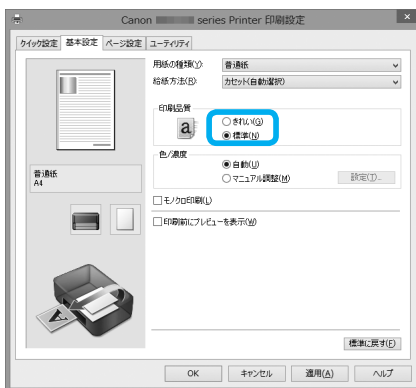 Canon series Printer 印刷設定
クイック設定 基本設定 ページ設定 ユーティリティ
用紙の種類(Y): 普通紙
給紙方法(R): カセット(自動選択)
印刷品質
a
きれい(G)
標準(N)
色/濃度
自動(U)
マニュアル調整(M) 設定(T)...
普通紙
A4
モノクロ印刷(L)
印刷前にプレビューを表示(W)
A
標準に戻す(F)
OK キャンセル 適用(A) ヘルプ